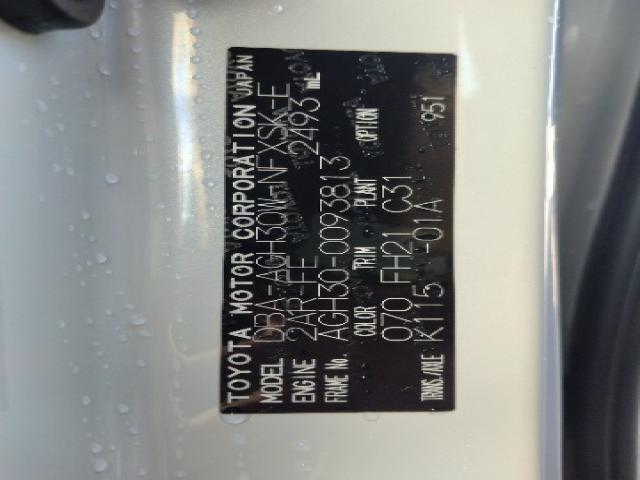 TOYOTA MOTOR CORPORATION JAPAN
MODEL DBA-AGH30W-NFXSK-E
ENGINE 2AR-FE 2493 mL
FRAME No. AGH30-0093813
COLOR TRIM PLANT OPTION
070 FH21 C31
TRANS./AXLE K115 -01A 951